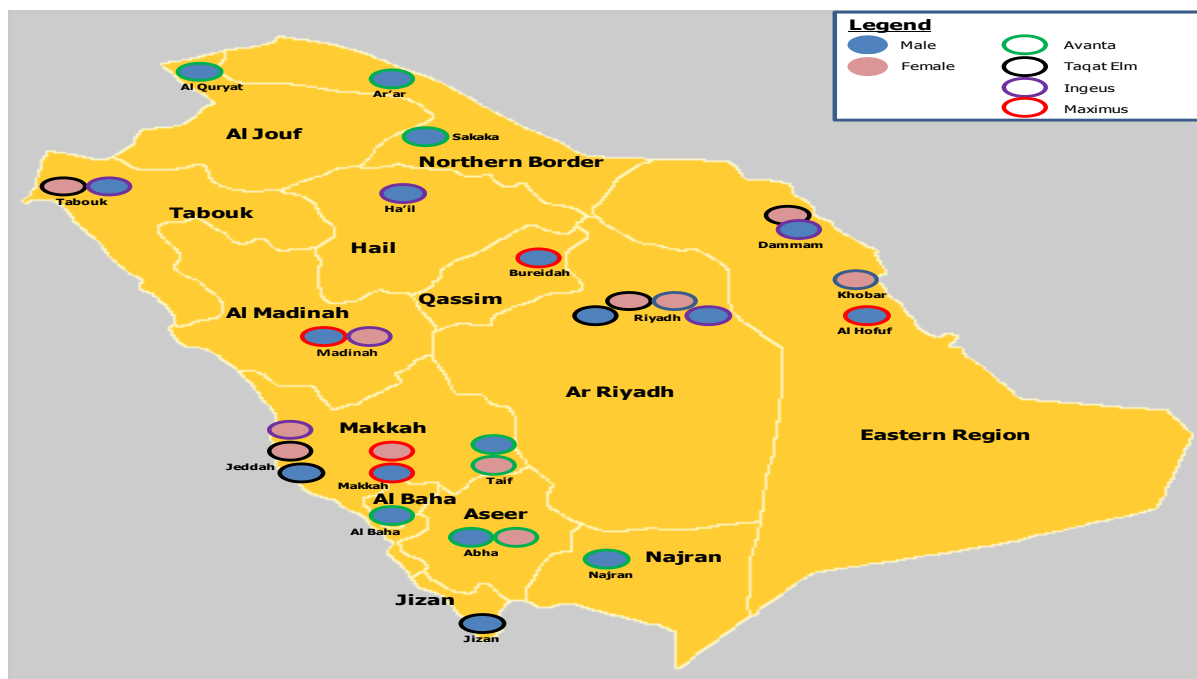 Legend
Male
Avanta
Female
Taqat Elm
Ingeus
Maximus
Al Quryat
Ar’ar
Al Jouf
Sakaka
Northern Border
Tabouk
Tabouk
Ha’il
Hail
Dammam
Bureidah
Qassim
Khobar
Al Madinah
Riyadh
Al Hofuf
Madinah
Ar Riyadh
Makkah
Eastern Region
Jeddah
Makkah
Taif
Al Baha
Aseer
Al Baha
Abha
Najran
Najran
Jizan
Jizan